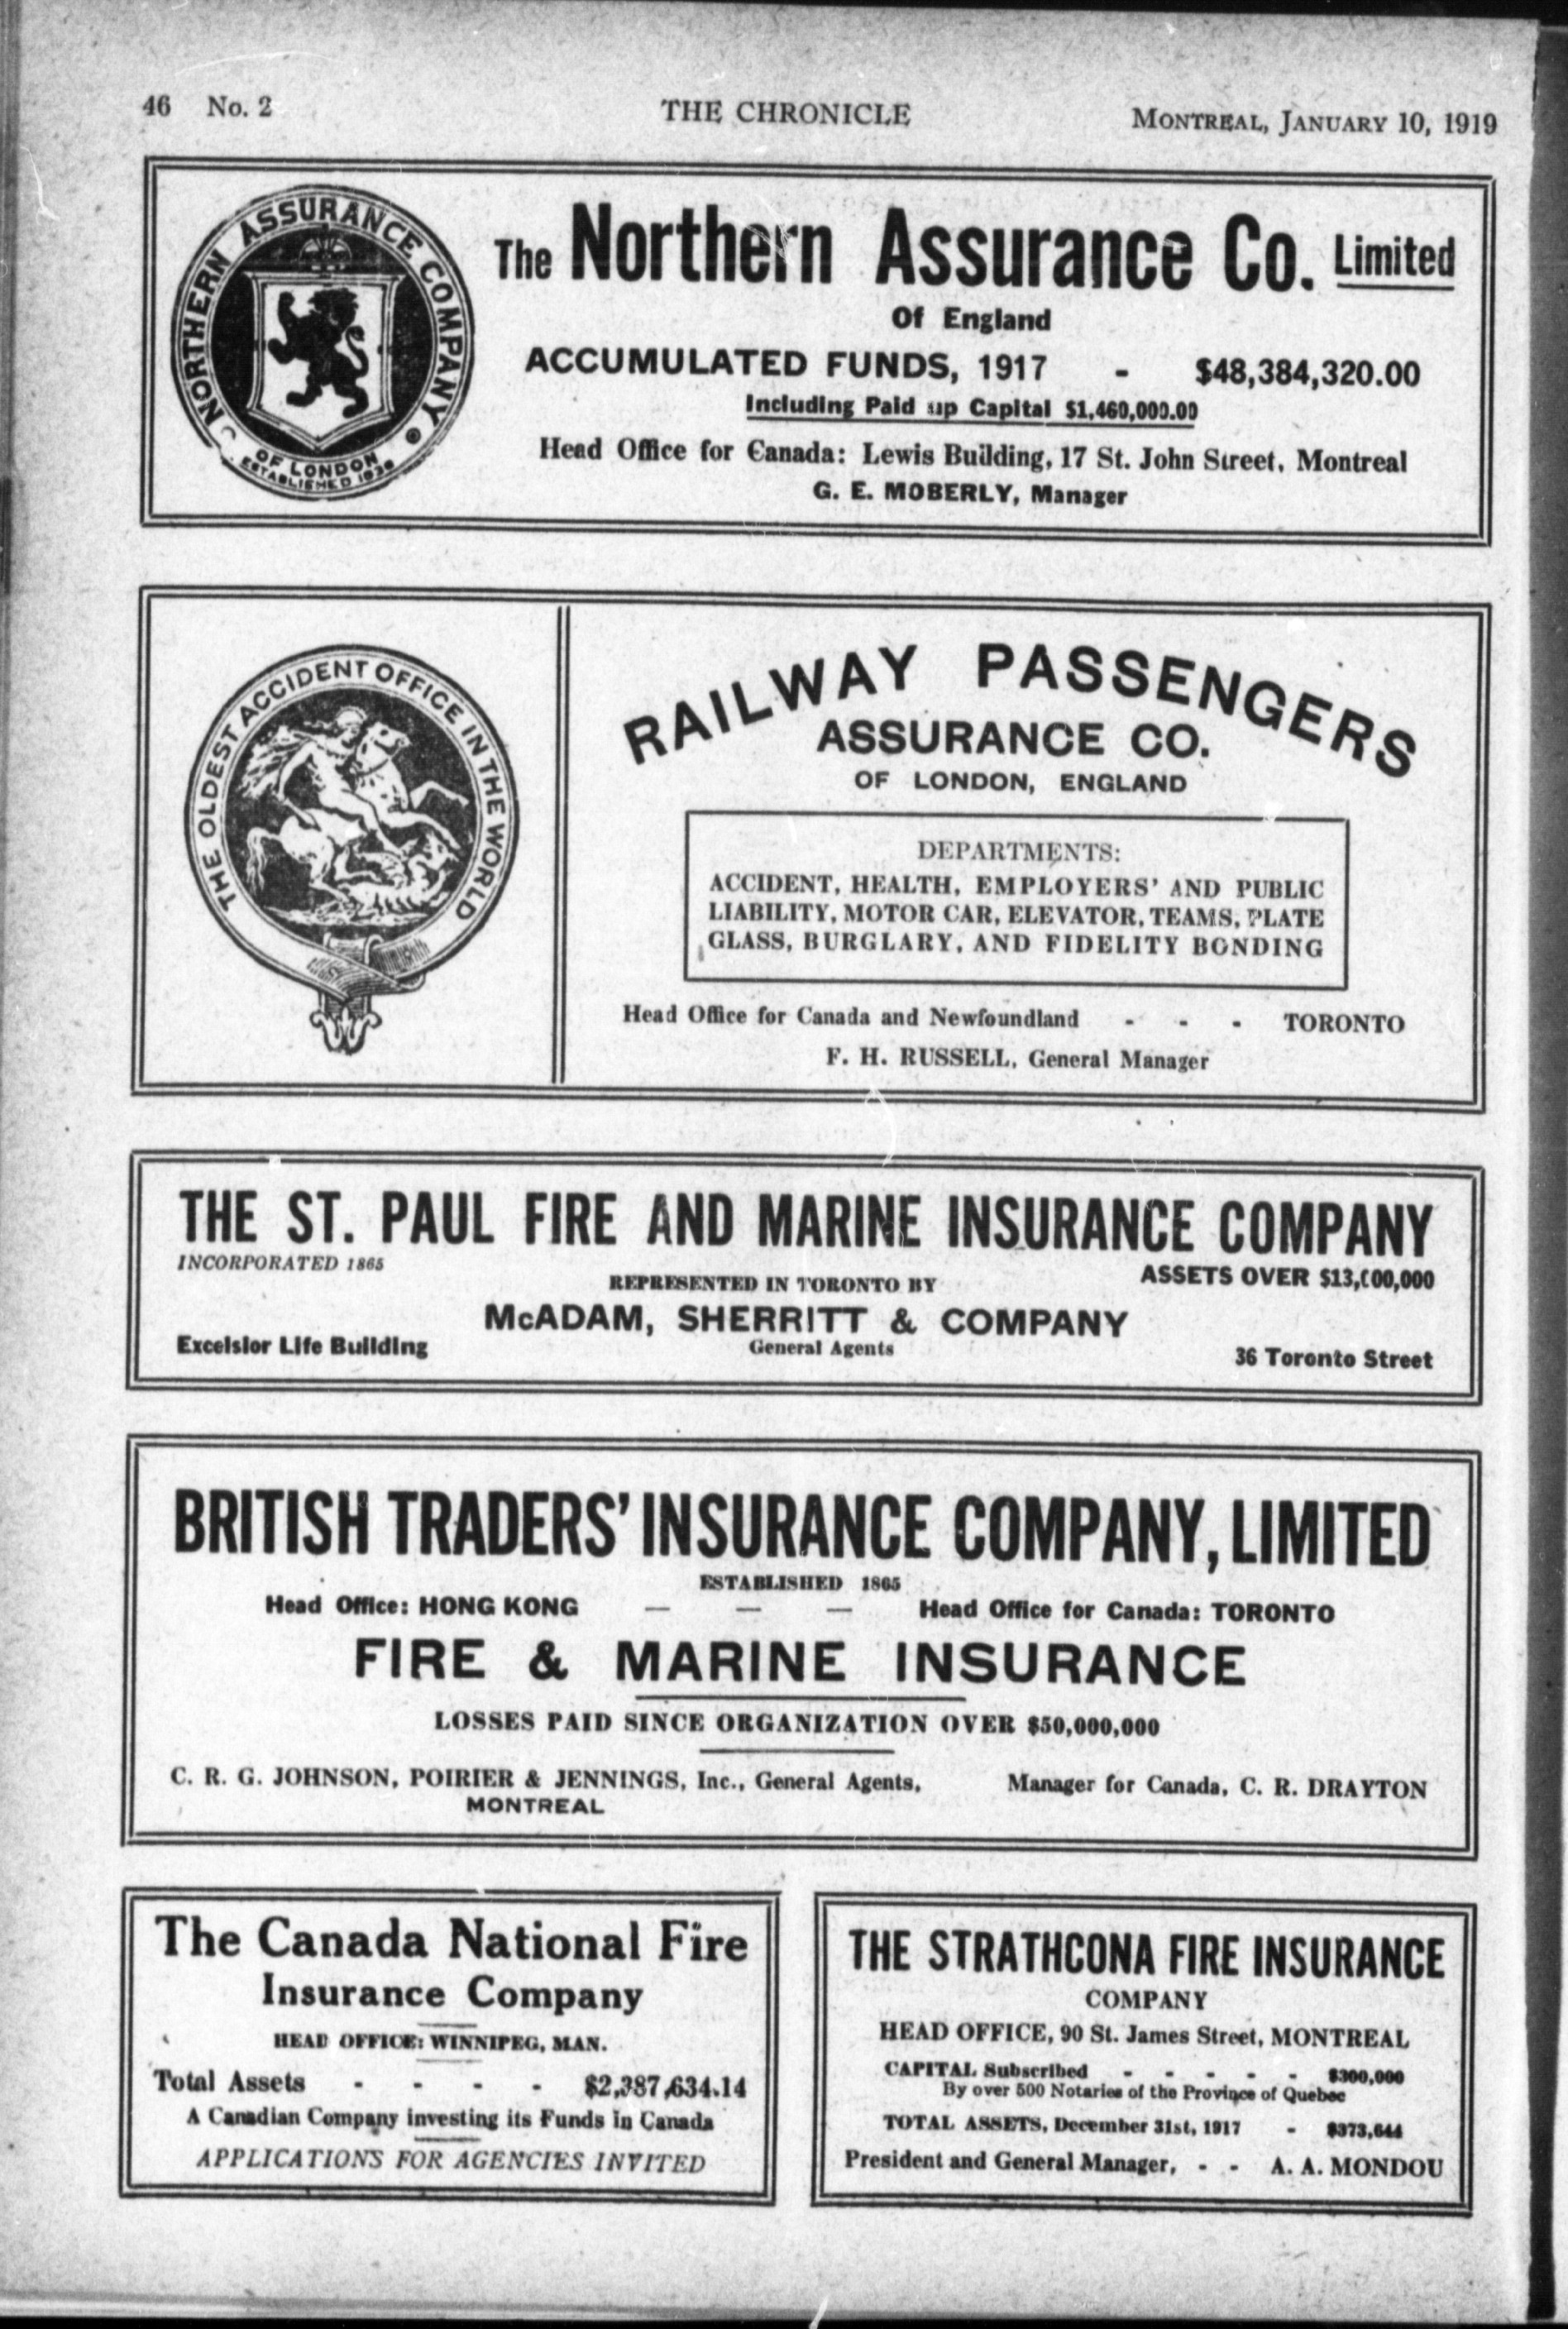 46 No. 2 THE CHRONICLE MONTREAL, JANUARY 10, 1919
NORTHERN ASSURANCE COMPANY
OF LONDON
ESTABLISHED 1836
The Northern Assurance Co. Limited
Of England
ACCUMULATED FUNDS, 1917 - $48,384,320.00
Including Paid up Capital $1,460,000.00
Head Office for Canada: Lewis Building, 17 St. John Street, Montreal
G. E. MOBERLY, Manager
THE OLDEST ACCIDENT OFFICE IN THE WORLD
RAILWAY PASSENGERS
ASSURANCE CO.
OF LONDON, ENGLAND
DEPARTMENTS:
ACCIDENT, HEALTH, EMPLOYERS' AND PUBLIC
LIABILITY, MOTOR CAR, ELEVATOR, TEAMS, PLATE
GLASS, BURGLARY, AND FIDELITY BONDING
Head Office for Canada and Newfoundland - - - TORONTO
F. H. RUSSELL, General Manager
THE ST. PAUL FIRE AND MARINE INSURANCE COMPANY
INCORPORATED 1865
ASSETS OVER $13,000,000
REPRESENTED IN TORONTO BY
McADAM, SHERRITT & COMPANY
Excelsior Life Building General Agents 36 Toronto Street
BRITISH TRADERS' INSURANCE COMPANY, LIMITED
ESTABLISHED 1865
Head Office: HONG KONG — — — Head Office for Canada: TORONTO
FIRE & MARINE INSURANCE
LOSSES PAID SINCE ORGANIZATION OVER $50,000,000
C. R. G. JOHNSON, POIRIER & JENNINGS, Inc., General Agents, Manager for Canada, C. R. DRAYTON
MONTREAL
The Canada National Fire
Insurance Company
HEAD OFFICE: WINNIPEG, MAN.
Total Assets - - - - $2,387,634.14
A Canadian Company investing its Funds in Canada
APPLICATIONS FOR AGENCIES INVITED
THE STRATHCONA FIRE INSURANCE
COMPANY
HEAD OFFICE, 90 St. James Street, MONTREAL
CAPITAL Subscribed - - - - - $300,000
By over 500 Notaries of the Province of Quebec
TOTAL ASSETS, December 31st, 1917 - $373,644
President and General Manager, - - A. A. MONDOU